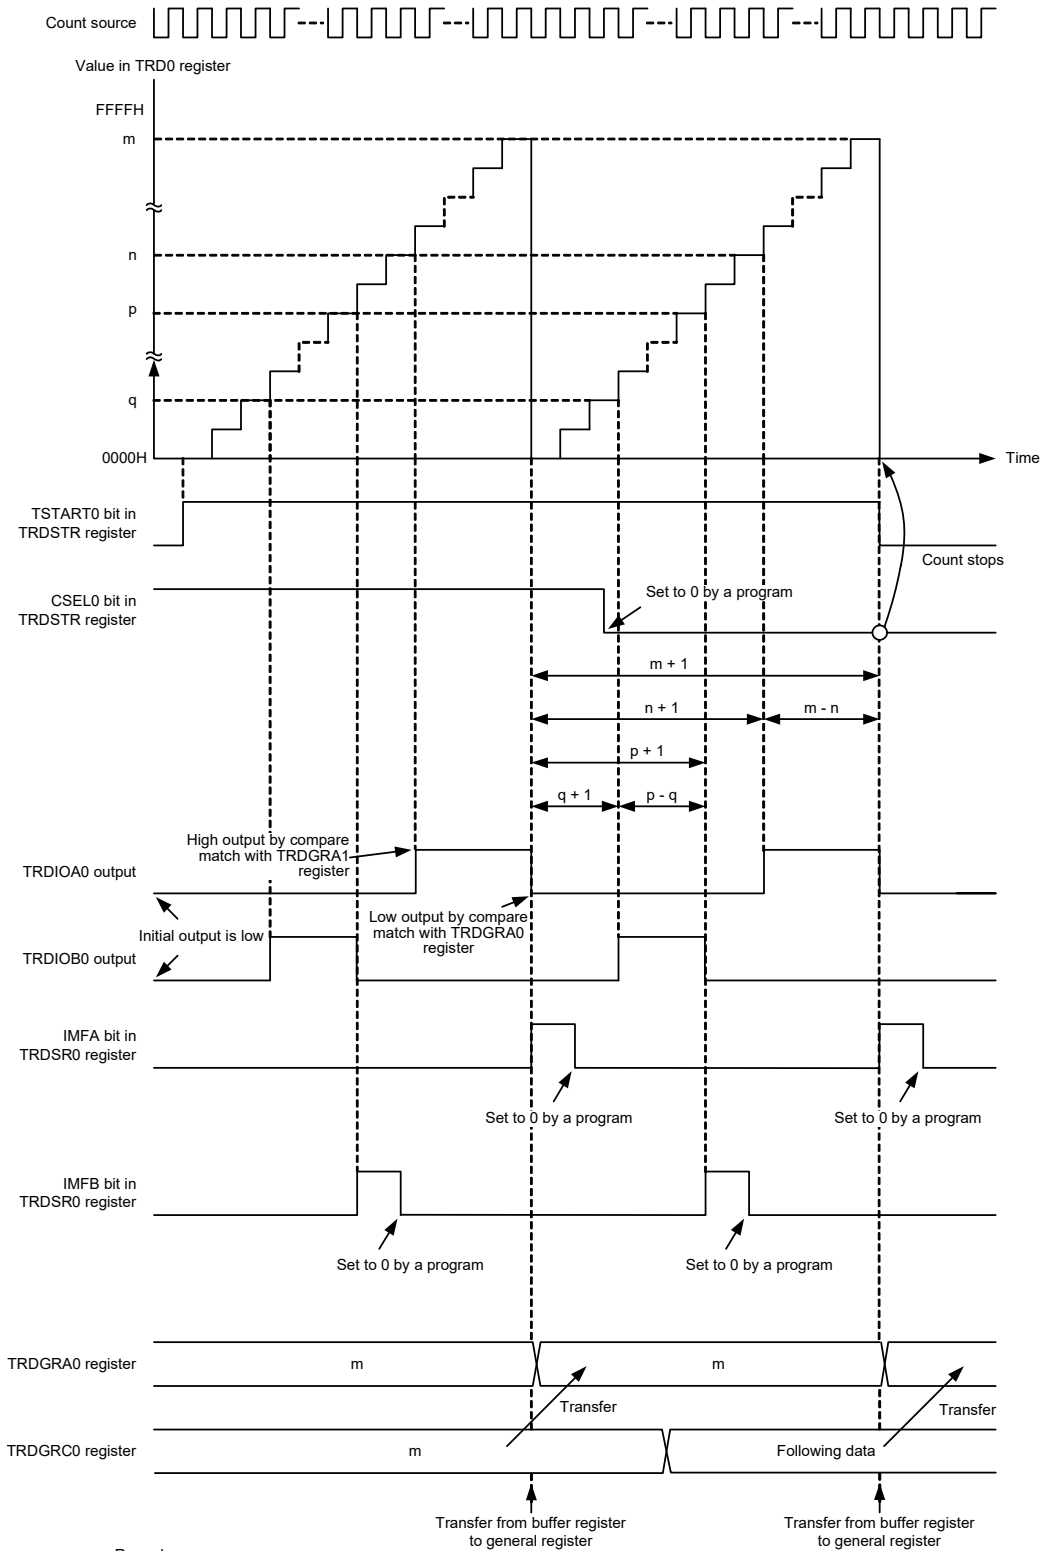 Count source
Value in TRD0 register
FFFFH
m
n
p
q
0000H
Time
TSTART0 bit in
TRDSTR register
Count stops
CSEL0 bit in
TRDSTR register
Set to 0 by a program
m + 1
n + 1
m - n
p + 1
q + 1
p - q
High output by compare
match with TRDGRA1
register
TRDIOA0 output
Low output by compare
match with TRDGRA0
register
Initial output is low
TRDIOB0 output
IMFA bit in
TRDSR0 register
Set to 0 by a program
Set to 0 by a program
IMFB bit in
TRDSR0 register
Set to 0 by a program
Set to 0 by a program
TRDGRA0 register
m
m
Transfer
Transfer
TRDGRC0 register
m
Following data
Transfer from buffer register
to general register
Transfer from buffer register
to general register